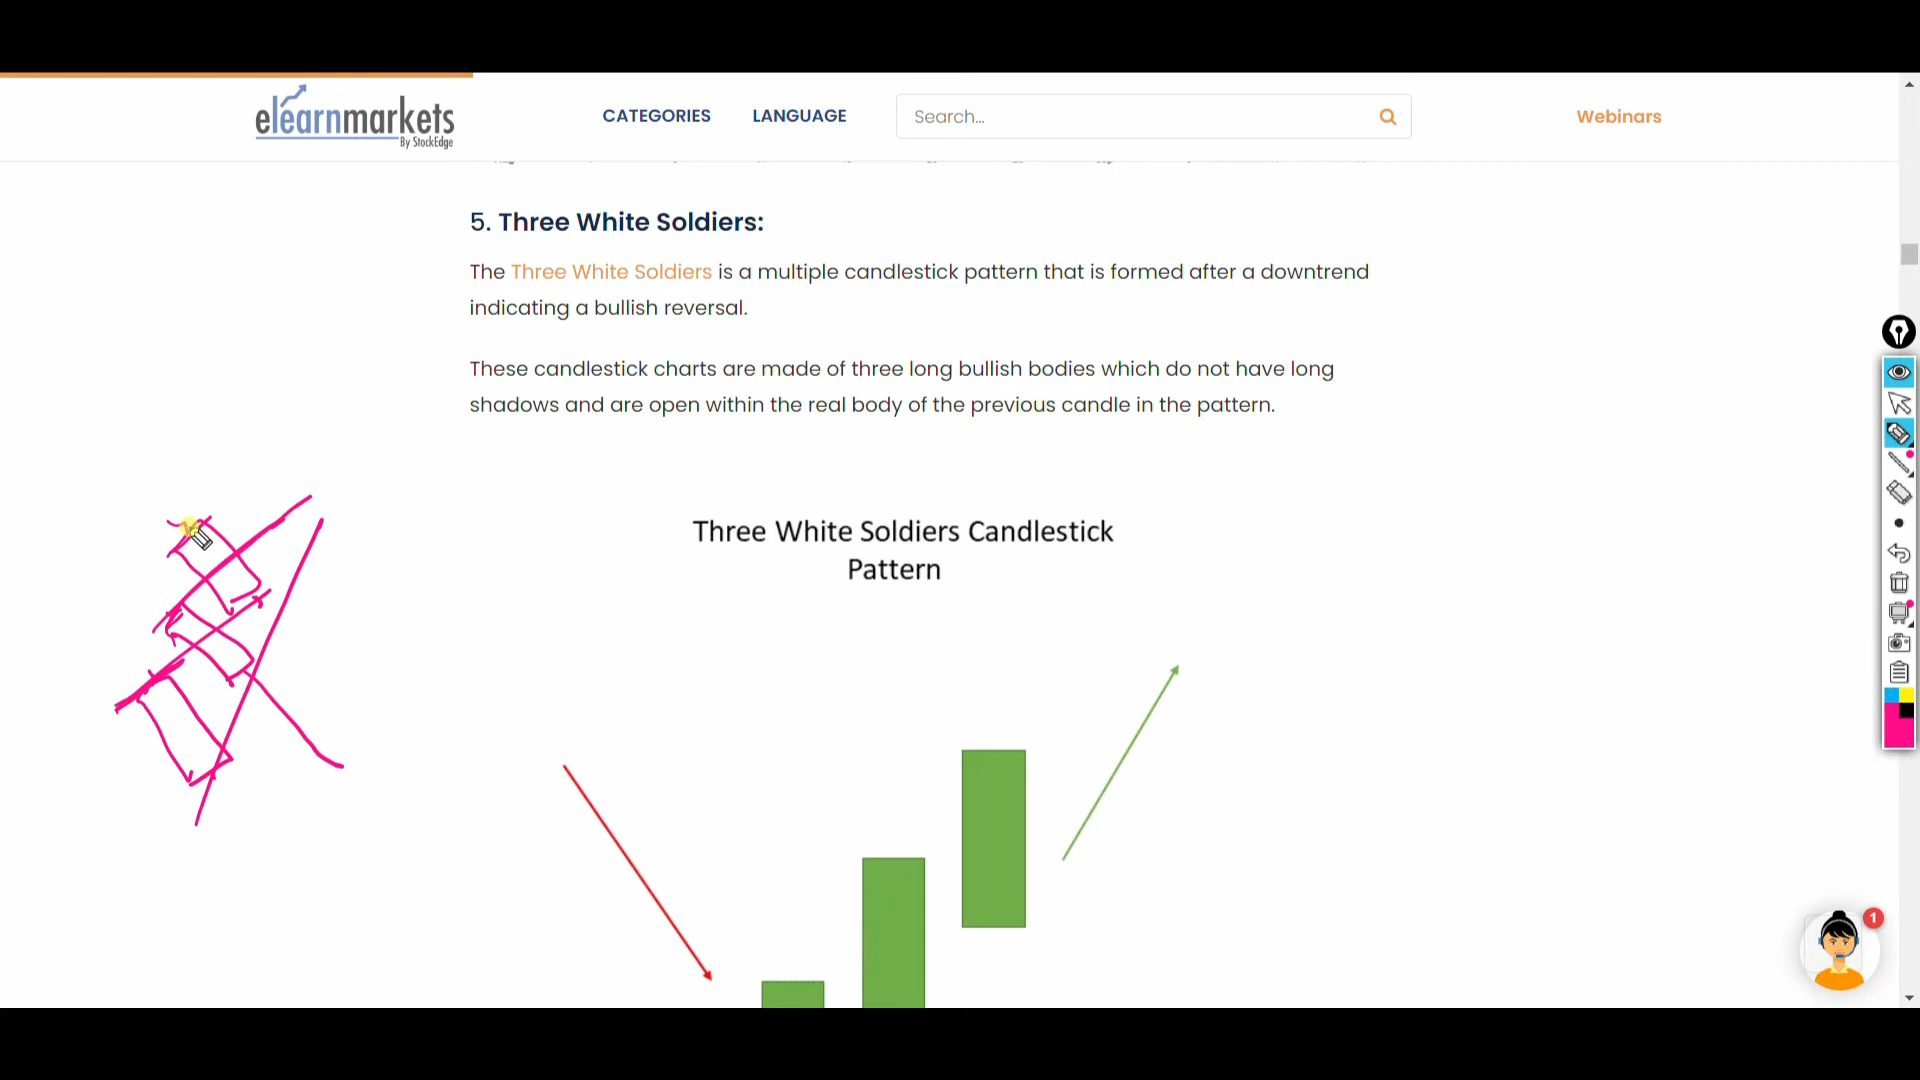 elearnmarkets
By StockEdge
CATEGORIES
LANGUAGE
Search...
Webinars
5. Three White Soldiers:
The Three White Soldiers is a multiple candlestick pattern that is formed after a downtrend
indicating a bullish reversal.
These candlestick charts are made of three long bullish bodies which do not have long
shadows and are open within the real body of the previous candle in the pattern.
Three White Soldiers Candlestick
Pattern
1